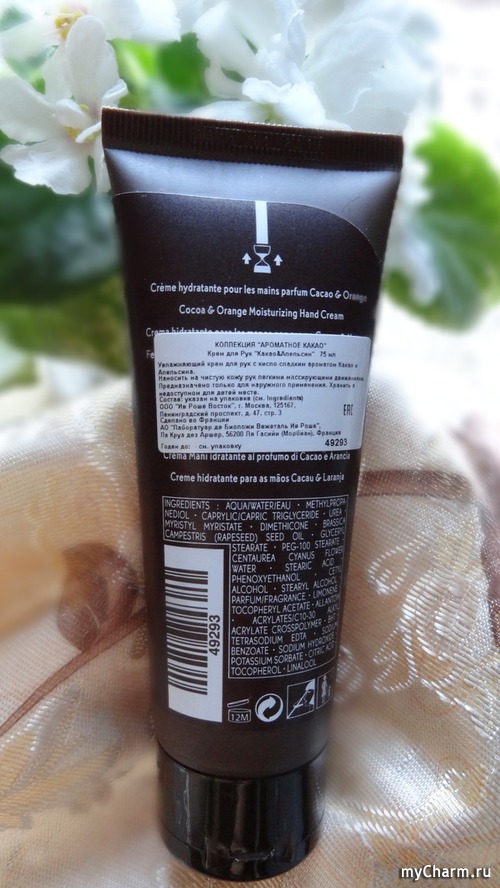 Crème hydratante pour les mains parfum Cacao & Orange
Cocoa & Orange Moisturizing Hand Cream
КОЛЛЕКЦИЯ "АРОМАТНОЕ КАКАО"
Крем для Рук "Какао&Апельсин" 75 мл
Увлажняющий крем для рук с кисло сладким ароматом Какао и
Апельсина.
Наносить на чистую кожу рук легкими массирующими движениями.
Предназначено только для наружного применения. Хранить в
недоступном для детей месте.
Состав: указан на упаковке (см. Ingredients)
ООО "Ив Роше Восток", г. Москва, 125167,
Ленинградский проспект, д. 47, стр. 3
Сделано во Франции
АО "Лаборатуар де Биоложи Вежеталь Ив Роше",
Ла Круа дез Аршер, 56200 Ля Гасийи (Морбиан), Франция
Годен до: см. упаковку
EAC
49293
Crema Mani idratante al profumo di Cacao e Arancia
Creme hidratante para as mãos Cacau & Laranja
INGREDIENTS : AQUA/WATER/EAU • METHYLPROPA
NEDIOL • CAPRYLIC/CAPRIC TRIGLYCERIDE • UREA •
MYRISTYL MYRISTATE • DIMETHICONE • BRASSICA
CAMPESTRIS (RAPESEED) SEED OIL • GLYCERYL
STEARATE • PEG-100 STEARATE •
CENTAUREA CYANUS FLOWER
WATER • STEARIC ACID •
PHENOXYETHANOL • CETYL
ALCOHOL • STEARYL ALCOHOL •
PARFUM/FRAGRANCE • LIMONENE •
TOCOPHERYL ACETATE • ALLANTOIN
• ACRYLATES/C10-30 ALKYL
ACRYLATE CROSSPOLYMER • BHT •
TETRASODIUM EDTA • SODIUM
BENZOATE • SODIUM HYDROXIDE •
POTASSIUM SORBATE • CITRIC ACID •
TOCOPHEROL • LINALOOL
49293
12M
myCharm.ru